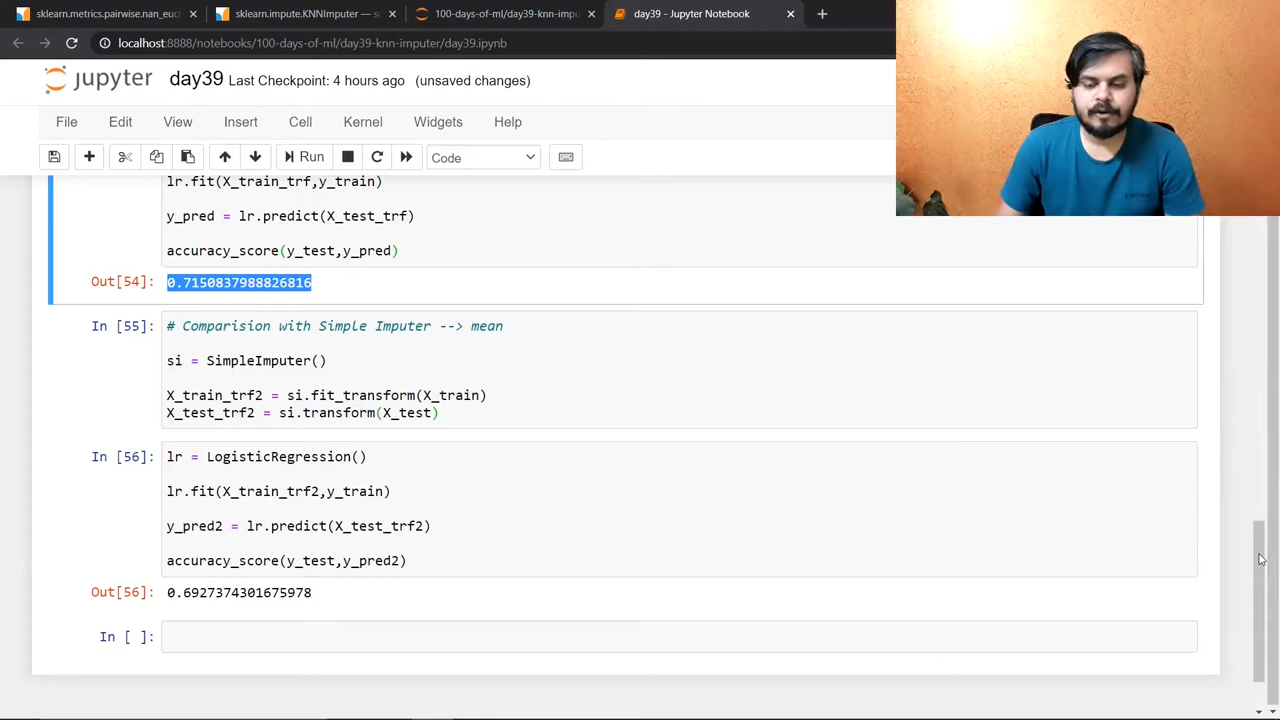 sklearn.metrics.pairwise.nan_euc
sklearn.impute.KNNImputer — sc
100-days-of-ml/day39-knn-impu
day39 - Jupyter Notebook
localhost:8888/notebooks/100-days-of-ml/day39-knn-imputer/day39.ipynb
jupyter day39 Last Checkpoint: 4 hours ago (unsaved changes)
File Edit View Insert Cell Kernel Widgets Help
Run Code
lr.fit(X_train_trf,y_train)
y_pred = lr.predict(X_test_trf)
accuracy_score(y_test,y_pred)
Out[54]: 0.7150837988826816
In [55]: # Comparision with Simple Imputer --> mean
si = SimpleImputer()
X_train_trf2 = si.fit_transform(X_train)
X_test_trf2 = si.transform(X_test)
In [56]: lr = LogisticRegression()
lr.fit(X_train_trf2,y_train)
y_pred2 = lr.predict(X_test_trf2)
accuracy_score(y_test,y_pred2)
Out[56]: 0.6927374301675978
In [ ]: